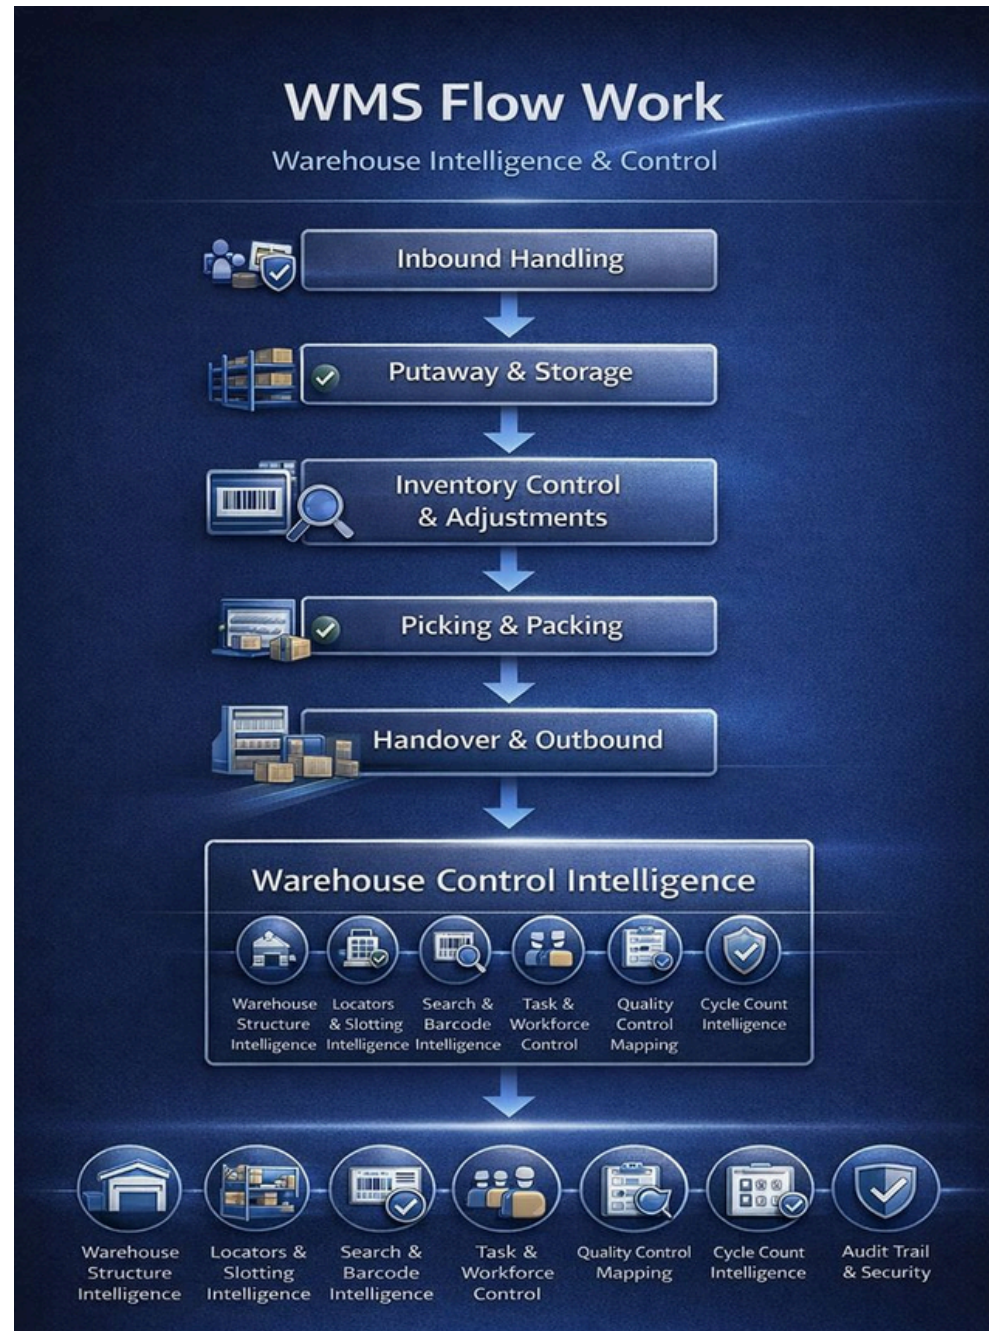 WMS Flow Work
Warehouse Intelligence & Control
Inbound Handling
Putaway & Storage
Inventory Control
& Adjustments
Picking & Packing
Handover & Outbound
Warehouse Control Intelligence
Warehouse
Structure
Intelligence
Locators
& Slotting
Intelligence
Search &
Barcode
Intelligence
Task &
Workforce
Control
Quality
Control
Mapping
Cycle Count
Intelligence
Warehouse
Structure
Intelligence
Locators &
Slotting
Intelligence
Search &
Barcode
Intelligence
Task &
Workforce
Control
Quality Control
Mapping
Cycle Count
Intelligence
Audit Trail
& Security